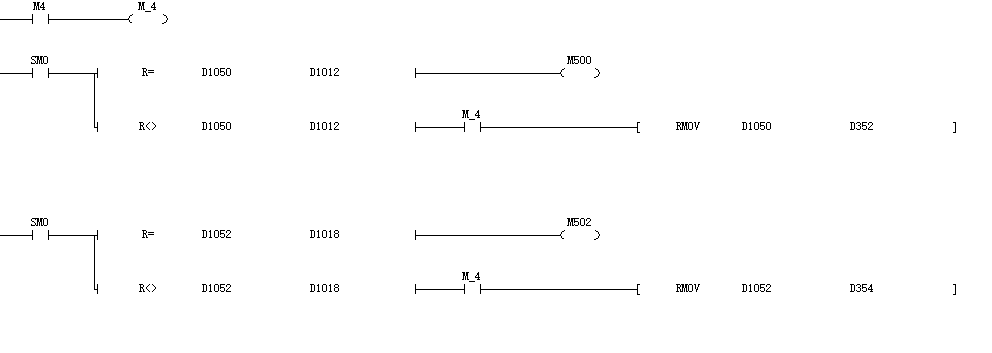 M4 M_4
SM0 M500
R= D1050 D1012
M_4
R<> D1050 D1012 [ RMOV D1050 D352 ]
SM0 M502
R= D1052 D1018
M_4
R<> D1052 D1018 [ RMOV D1052 D354 ]